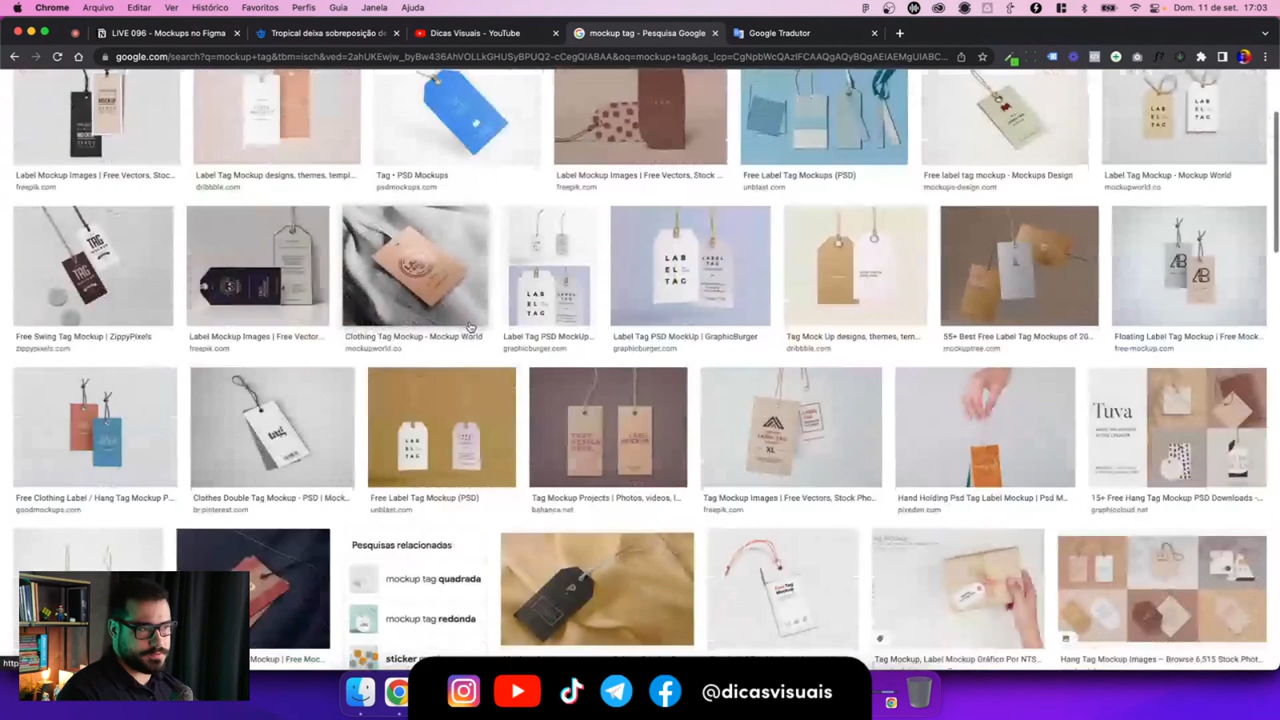 Chrome Arquivo Editar Ver Histórico Favoritos Perfis Guia Janela Ajuda Dom. 11 de set. 17:03
LIVE 096 - Mockups no Figma
Tropical deixa sobreposição de
Dicas Visuais - YouTube
mockup tag - Pesquisa Google
Google Tradutor
Label Mockup Images | Free Vectors, Stoc...
freepik.com
Label Tag Mockup designs, themes, templ...
dribbble.com
Tag • PSD Mockups
psdmockups.com
Label Mockup Images | Free Vectors, Stock ...
freepik.com
Free Label Tag Mockups (PSD)
unblast.com
Free label tag mockup - Mockups Design
mockups-design.com
Label Tag Mockup - Mockup World
mockupworld.co
Free Swing Tag Mockup | ZippyPixels
zippypixels.com
Label Mockup Images | Free Vector...
freepik.com
Clothing Tag Mockup - Mockup World
mockupworld.co
Label Tag PSD MockUp...
graphicburger.com
Label Tag PSD MockUp | GraphicBurger
graphicburger.com
Tag Mock Up designs, themes, tem...
dribbble.com
55+ Best Free Label Tag Mockups of 20...
mockuptree.com
Floating Label Tag Mockup | Free Mock...
free-mockup.com
Tuva
Free Clothing Label / Hang Tag Mockup P...
goodmockups.com
Clothes Double Tag Mockup - PSD | Mock...
br.pinterest.com
Free Label Tag Mockup (PSD)
unblast.com
Tag Mockup Projects | Photos, videos, l...
behance.net
Tag Mockup Images | Free Vectors, Stock Pho...
freepik.com
Hand Holding Psd Tag Label Mockup | Psd M...
pixeden.com
15+ Free Hang Tag Mockup PSD Downloads -...
graphiccloud.net
Pesquisas relacionadas
mockup tag quadrada
mockup tag redonda
sticker
Mockup | Free Moc...
Tag Mockup, Label Mockup Gráfico Por NTS...
Hang Tag Mockup Images – Browse 6,515 Stock Phot...
@dicasvisuais